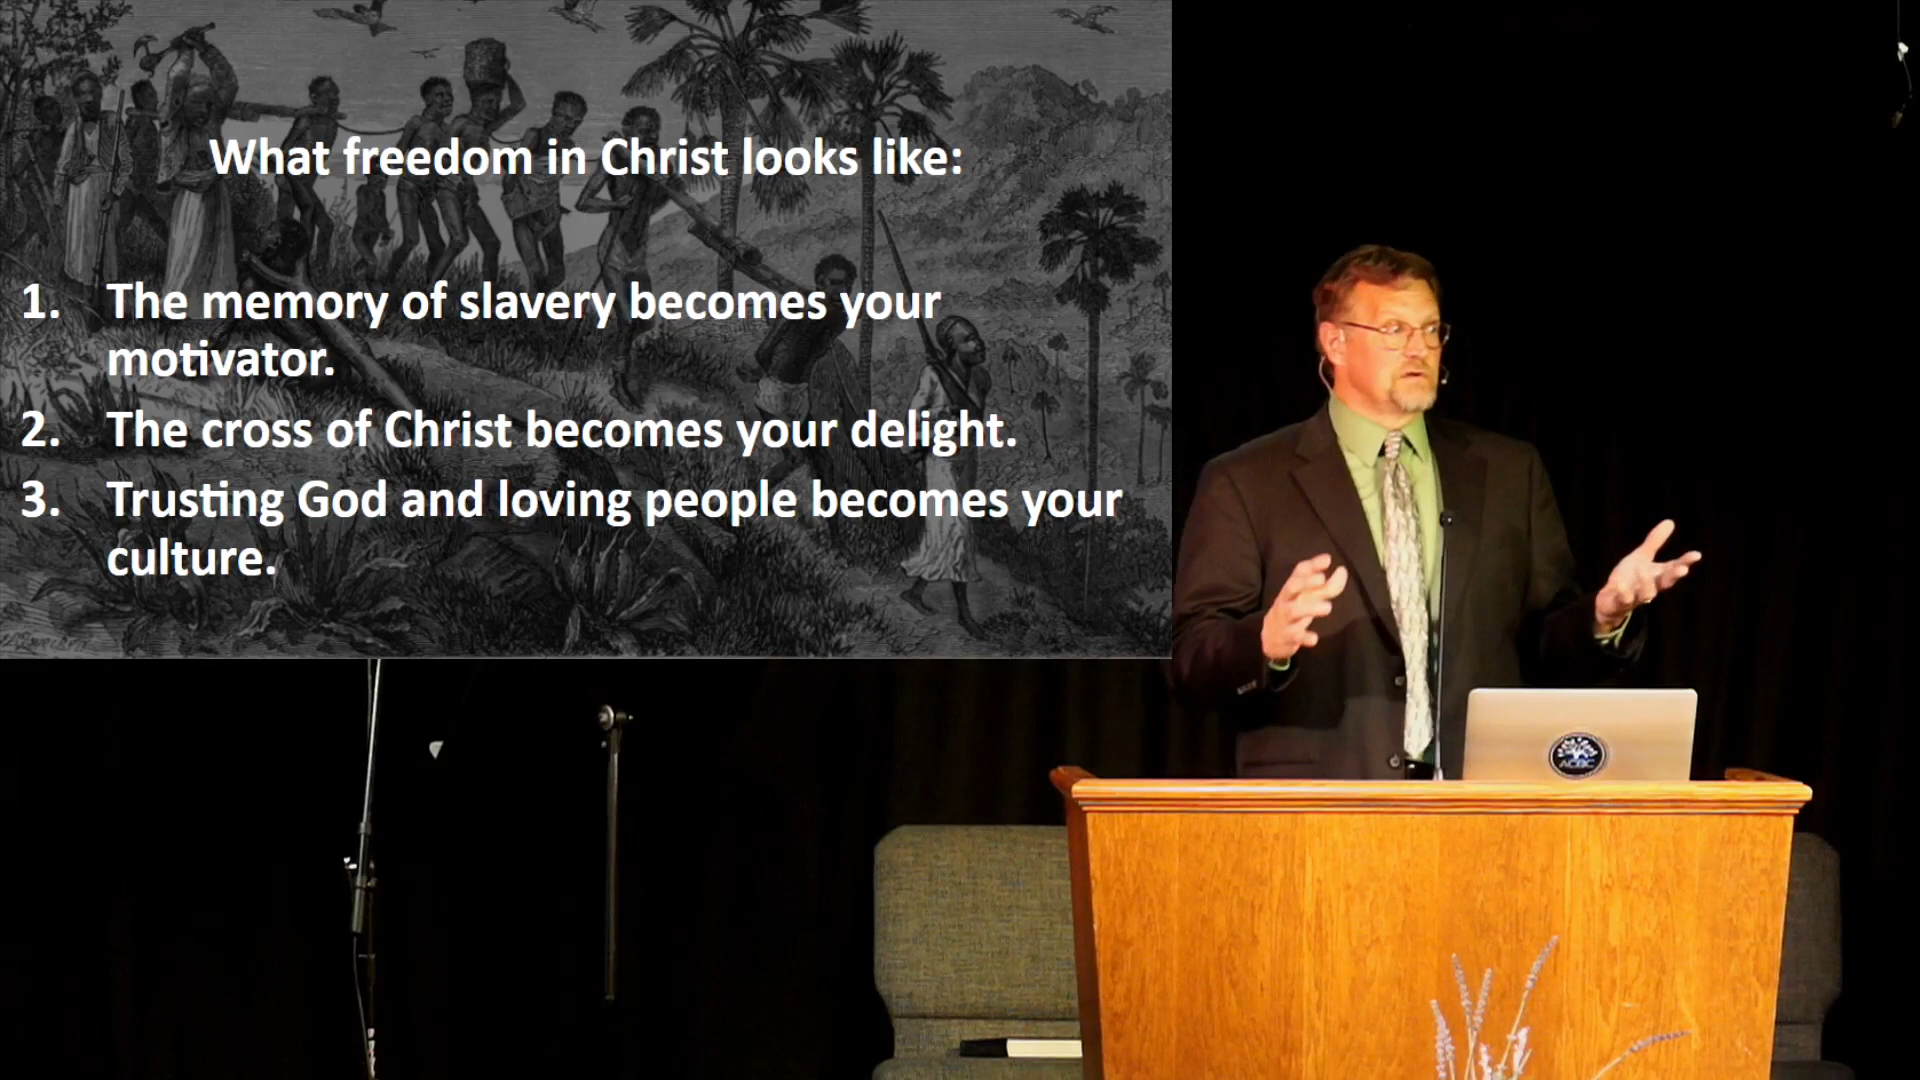 What freedom in Christ looks like:
1. The memory of slavery becomes your
motivator.
2. The cross of Christ becomes your delight.
3. Trusting God and loving people becomes your
culture.
ACBC